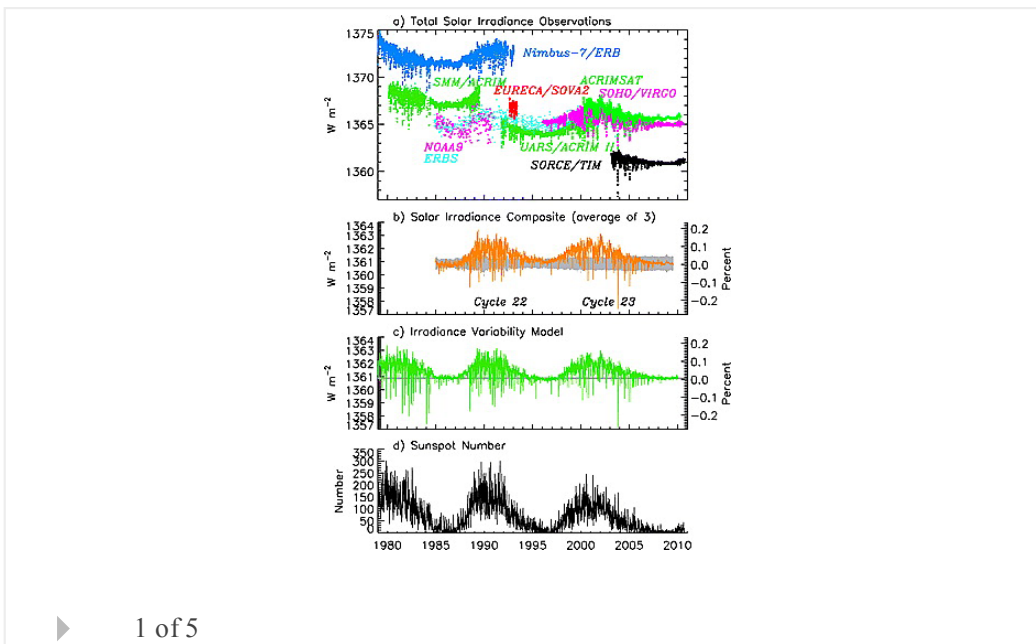 a) Total Solar Irradiance Observations
1375
1370
1365
1360
W m⁻²
Nimbus-7/ERB
SMM/ACRIM
ACRIMSAT
EURECA/SOVA2
SOHO/VIRGO
NOAA9
UARS/ACRIM II
ERBS
SORCE/TIM
b) Solar Irradiance Composite (average of 3)
1364
1363
1362
1361
1360
1359
1358
1357
W m⁻²
0.2
0.1
0.0
-0.1
-0.2
Percent
Cycle 22
Cycle 23
c) Irradiance Variability Model
1364
1363
1362
1361
1360
1359
1358
1357
W m⁻²
0.2
0.1
0.0
-0.1
-0.2
Percent
d) Sunspot Number
350
300
250
200
150
100
50
0
Number
1980 1985 1990 1995 2000 2005 2010
1 of 5